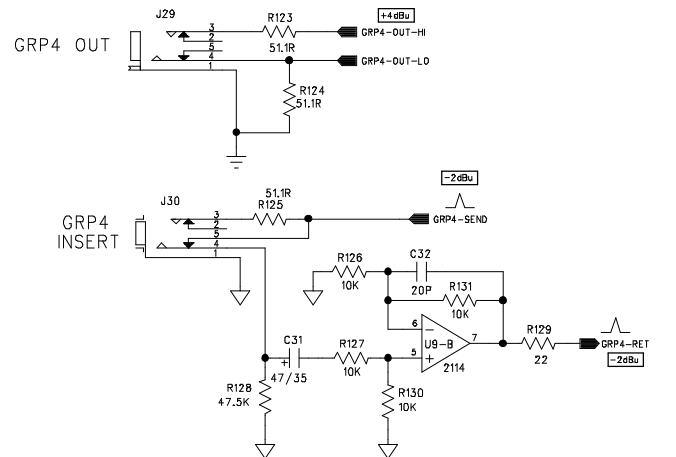 J29
R123
+4dBu
GRP4-OUT-HI
GRP4 OUT
3
2
5
4
1
51.1R
GRP4-OUT-LO
R124
51.1R
-2dBu
J30
51.1R
R125
GRP4-SEND
GRP4
INSERT
3
2
5
4
1
R126
10K
C32
20P
R131
10K
6
-
U9-B
7
5
+
2114
R129
22
GRP4-RET
-2dBu
C31
+
47/35
R127
10K
R128
47.5K
R130
10K